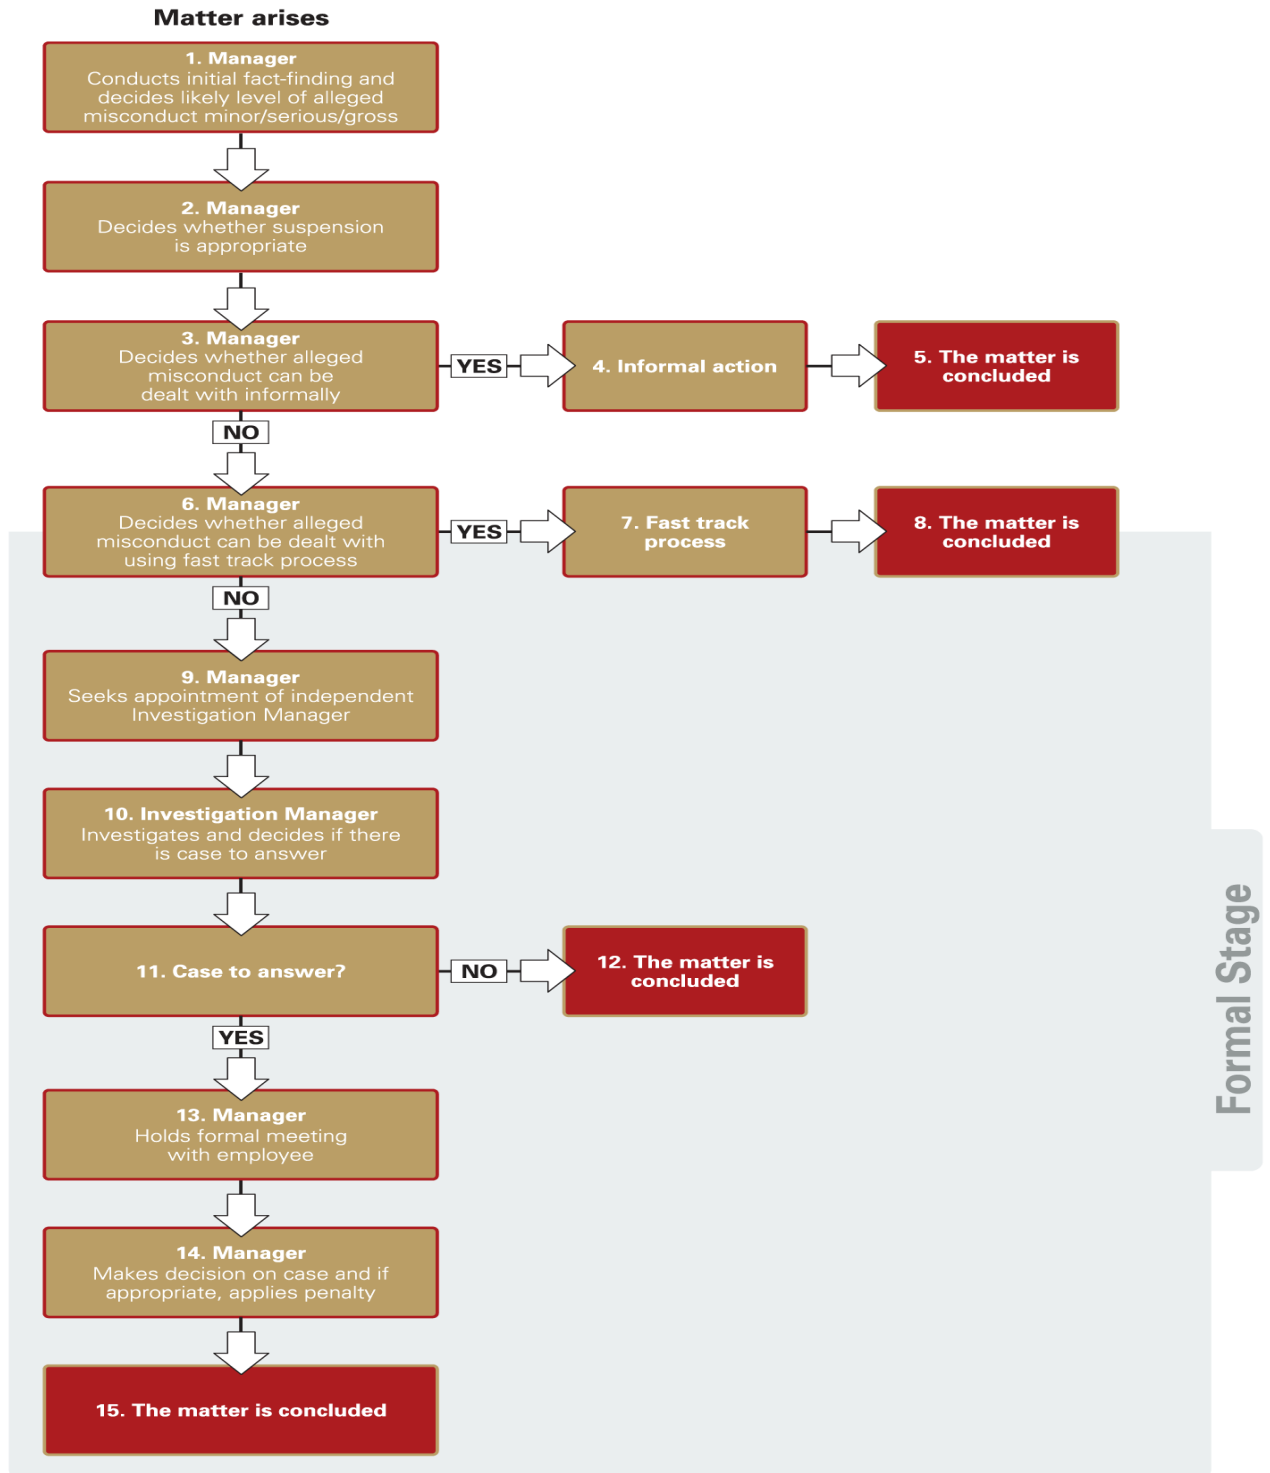 Matter arises
1. Manager
Conducts initial fact-finding and
decides likely level of alleged
misconduct minor/serious/gross
2. Manager
Decides whether suspension
is appropriate
3. Manager
Decides whether alleged
misconduct can be
dealt with informally
YES
4. Informal action
5. The matter is
concluded
NO
6. Manager
Decides whether alleged
misconduct can be dealt with
using fast track process
YES
7. Fast track
process
8. The matter is
concluded
NO
9. Manager
Seeks appointment of independent
Investigation Manager
10. Investigation Manager
Investigates and decides if there
is case to answer
11. Case to answer?
NO
12. The matter is
concluded
YES
13. Manager
Holds formal meeting
with employee
14. Manager
Makes decision on case and if
appropriate, applies penalty
15. The matter is concluded
Formal Stage